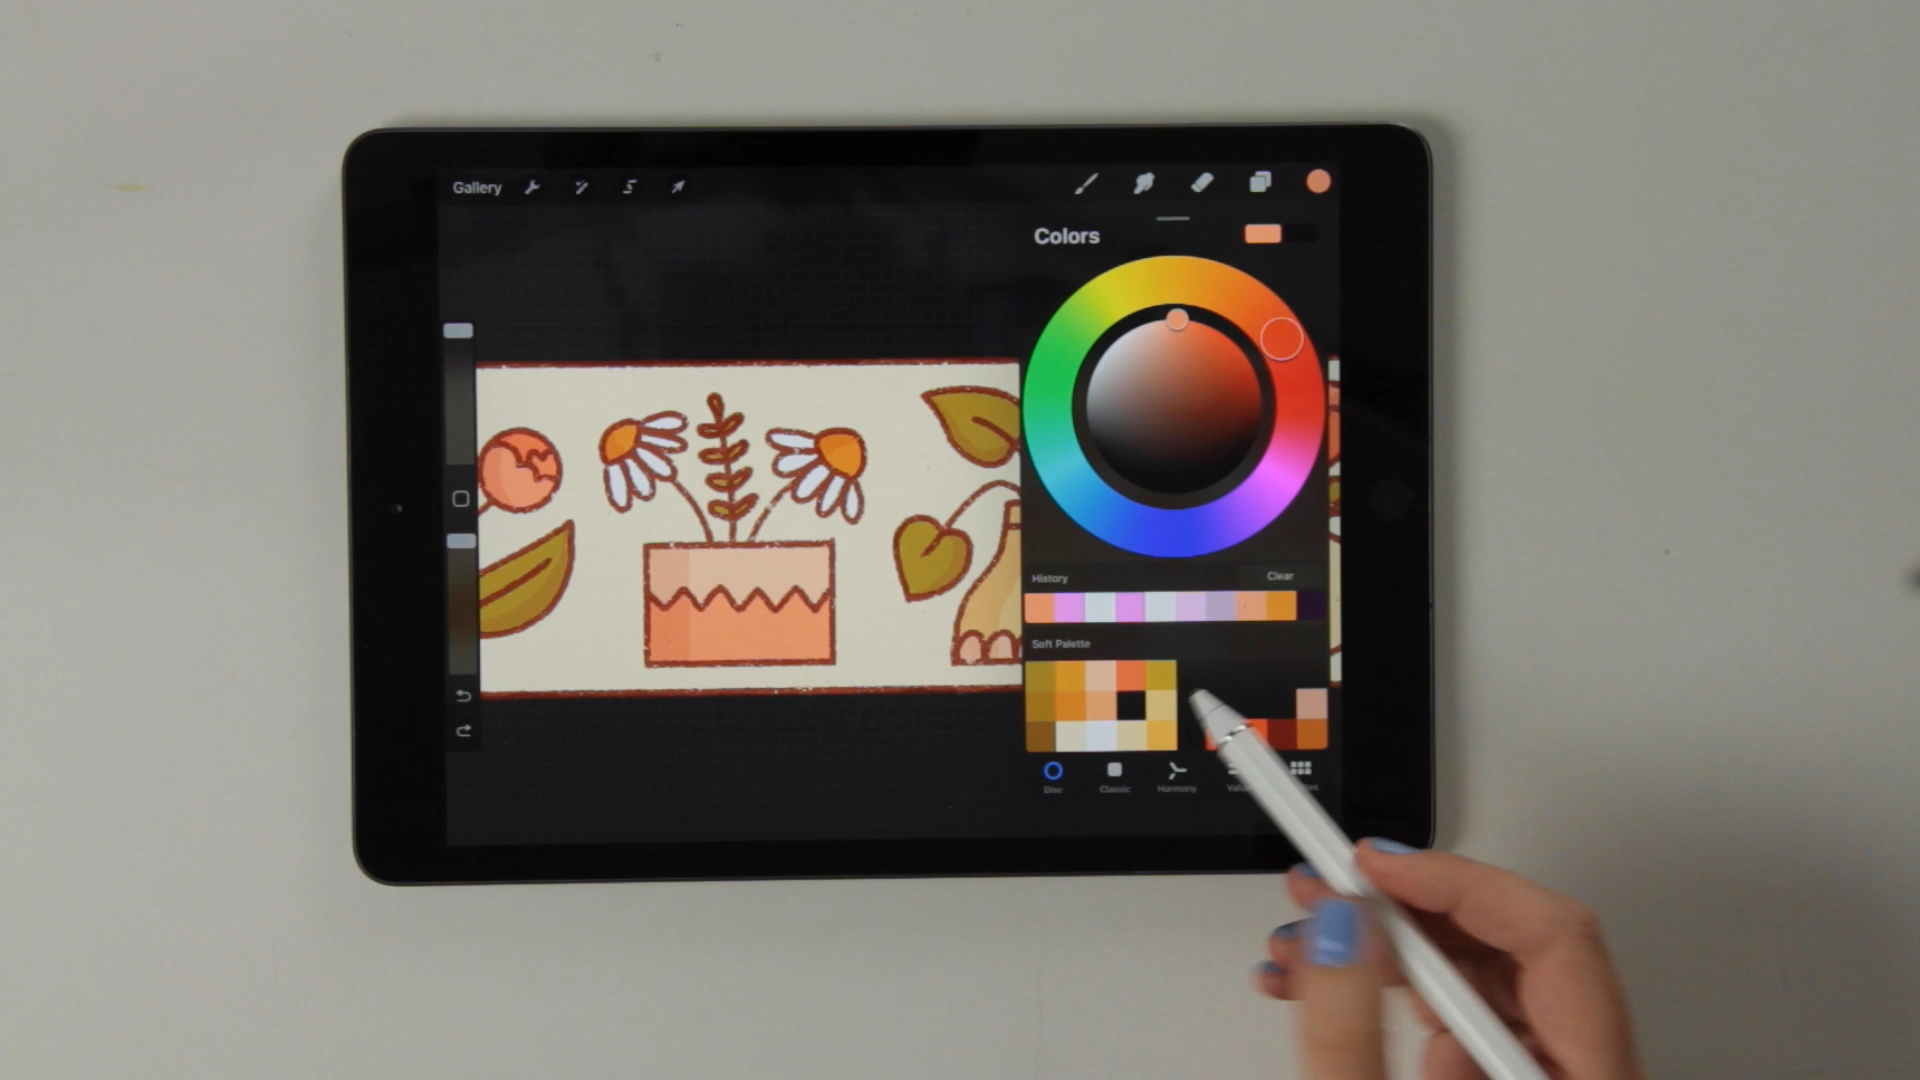 Gallery
Colors
History Clear
Soft Palette
Disc Classic Harmony